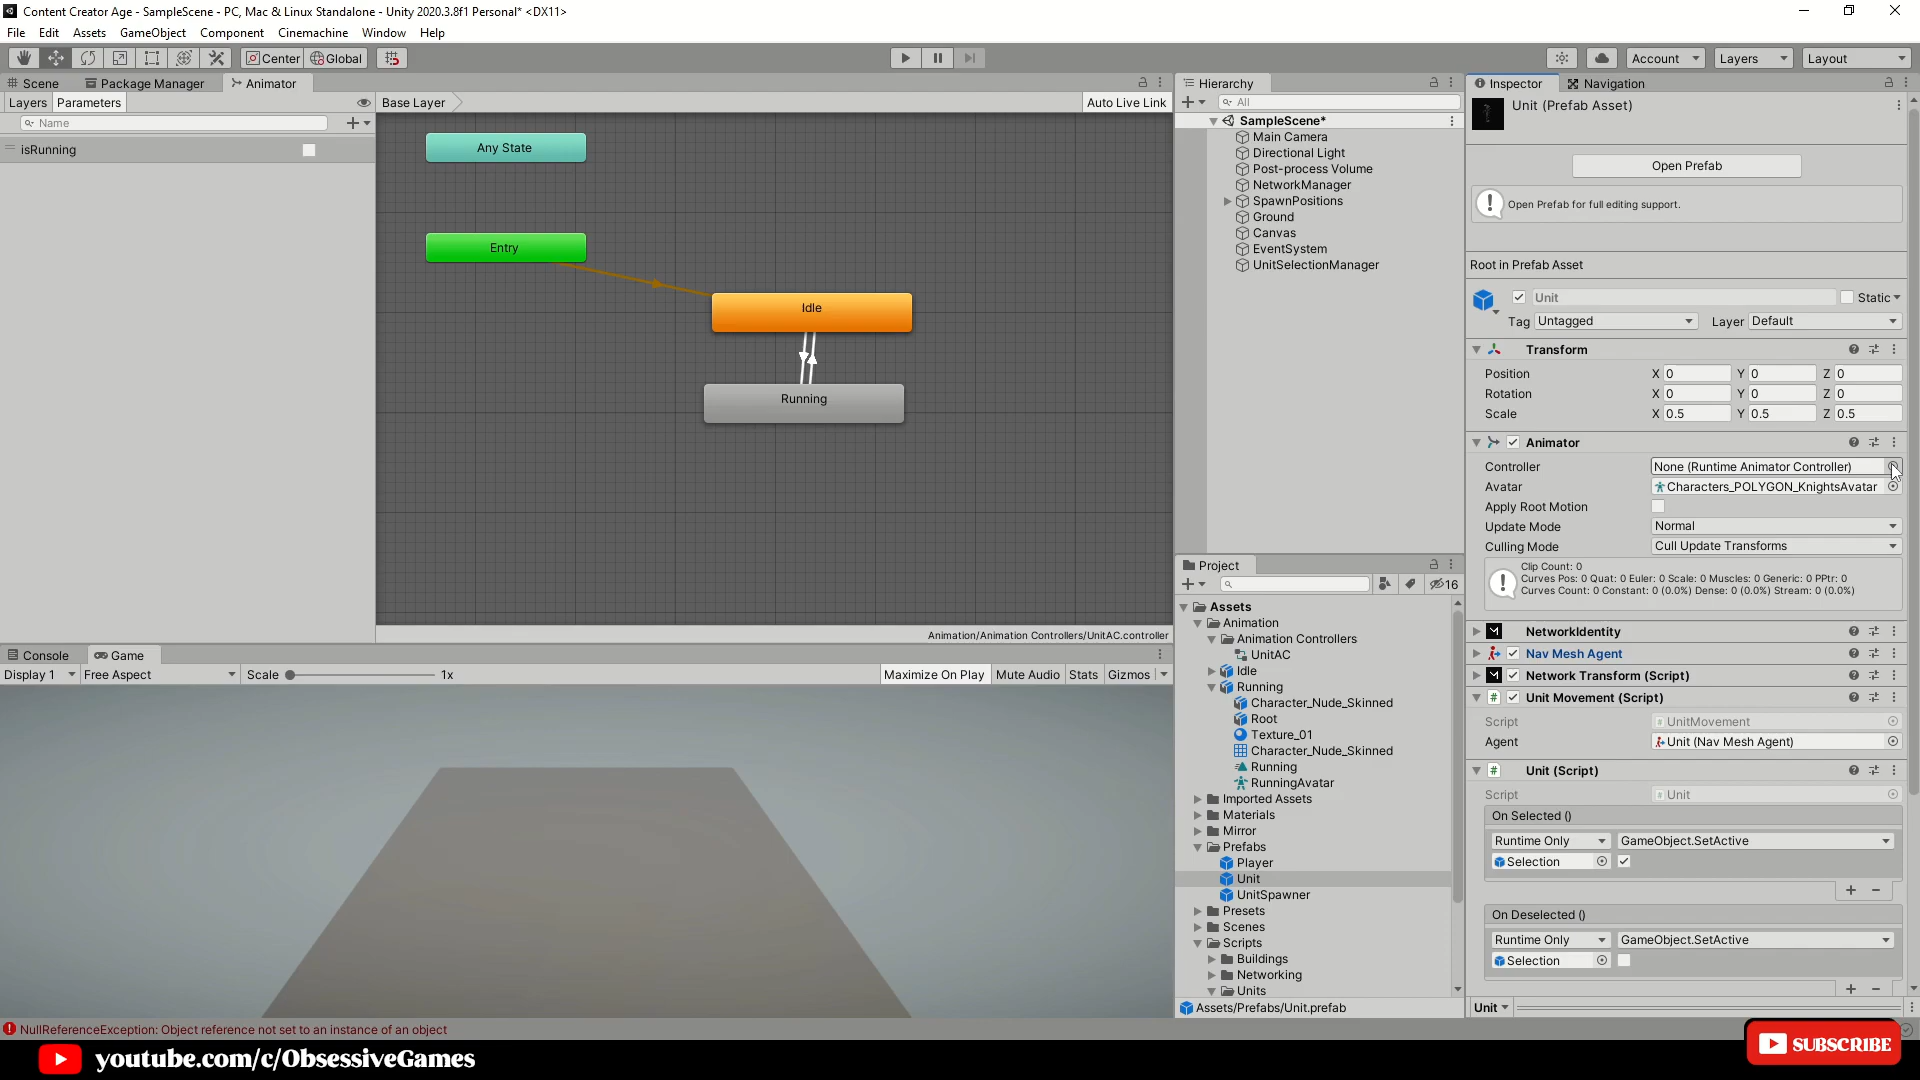 Content Creator Age - SampleScene - PC, Mac & Linux Standalone - Unity 2020.3.8f1 Personal* <DX11>
File Edit Assets GameObject Component Cinemachine Window Help
Center Global Account Layers Layout
Scene Package Manager Animator
Layers Parameters Base Layer Auto Live Link
Name
isRunning
Any State
Entry
Idle
Running
Animation/Animation Controllers/UnitAC.controller
Console Game
Display 1 Free Aspect Scale 1x Maximize On Play Mute Audio Stats Gizmos
Hierarchy
All
SampleScene*
Main Camera
Directional Light
Post-process Volume
NetworkManager
SpawnPositions
Ground
Canvas
EventSystem
UnitSelectionManager
Project
16
Assets
Animation
Animation Controllers
UnitAC
Idle
Running
Character_Nude_Skinned
Root
Texture_01
Character_Nude_Skinned
Running
RunningAvatar
Imported Assets
Materials
Mirror
Prefabs
Player
Unit
UnitSpawner
Presets
Scenes
Scripts
Buildings
Networking
Units
Assets/Prefabs/Unit.prefab
Inspector Navigation
Unit (Prefab Asset)
Open Prefab
Open Prefab for full editing support.
Root in Prefab Asset
Unit Static
Tag Untagged Layer Default
Transform
Position X 0 Y 0 Z 0
Rotation X 0 Y 0 Z 0
Scale X 0.5 Y 0.5 Z 0.5
Animator
Controller None (Runtime Animator Controller)
Avatar Characters_POLYGON_KnightsAvatar
Apply Root Motion
Update Mode Normal
Culling Mode Cull Update Transforms
Clip Count: 0
Curves Pos: 0 Quat: 0 Euler: 0 Scale: 0 Muscles: 0 Generic: 0 PPtr: 0
Curves Count: 0 Constant: 0 (0.0%) Dense: 0 (0.0%) Stream: 0 (0.0%)
NetworkIdentity
Nav Mesh Agent
Network Transform (Script)
Unit Movement (Script)
Script UnitMovement
Agent Unit (Nav Mesh Agent)
Unit (Script)
Script Unit
On Selected ()
Runtime Only GameObject.SetActive
Selection
On Deselected ()
Runtime Only GameObject.SetActive
Selection
Unit
NullReferenceException: Object reference not set to an instance of an object
youtube.com/c/ObsessiveGames
SUBSCRIBE